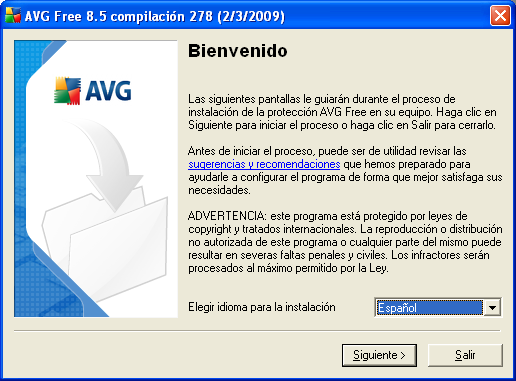 AVG Free 8.5 compilación 278 (2/3/2009)
AVG
Bienvenido
Las siguientes pantallas le guiarán durante el proceso de
instalación de la protección AVG Free en su equipo. Haga clic en
Siguiente para iniciar el proceso o haga clic en Salir para cerrarlo.
Antes de iniciar el proceso, puede ser de utilidad revisar las
sugerencias y recomendaciones que hemos preparado para
ayudarle a configurar el programa de forma que mejor satisfaga sus
necesidades.
ADVERTENCIA: este programa está protegido por leyes de
copyright y tratados internacionales. La reproducción o distribución
no autorizada de este programa o cualquier parte del mismo puede
resultar en severas faltas penales y civiles. Los infractores serán
procesados al máximo permitido por la Ley.
Elegir idioma para la instalación
Español
Siguiente >
Salir